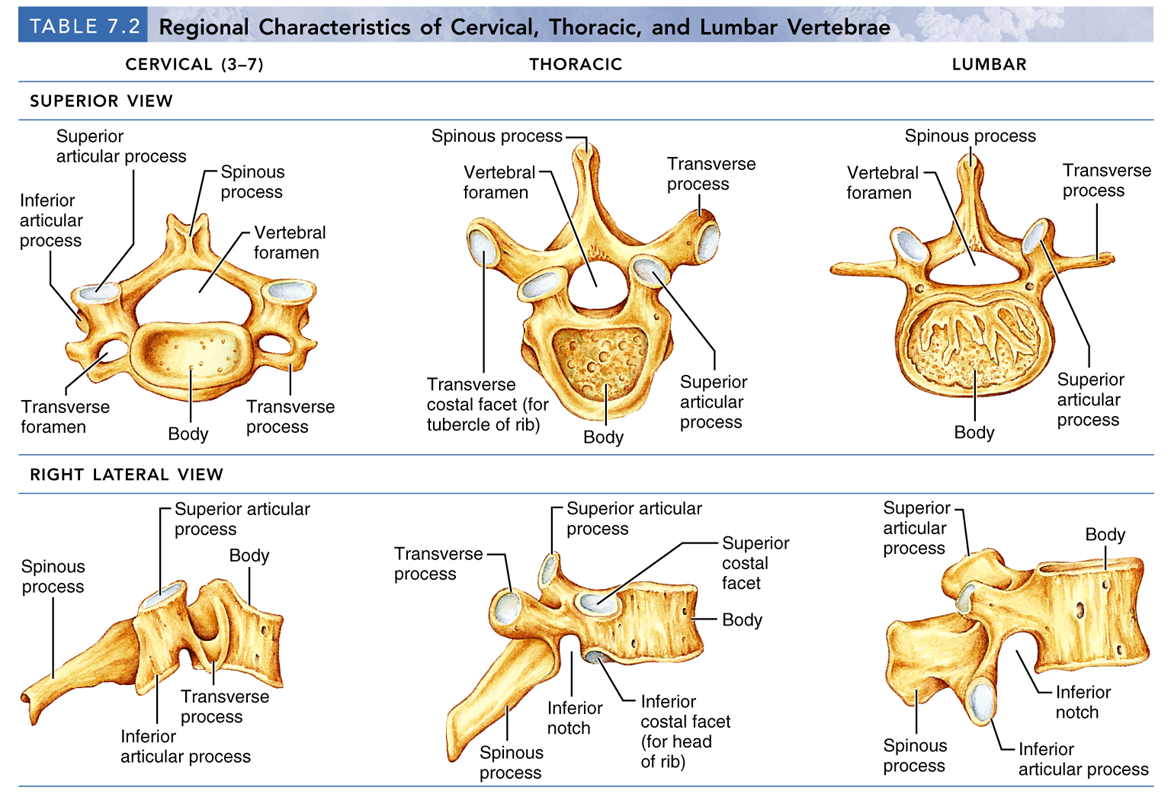 TABLE 7.2 Regional Characteristics of Cervical, Thoracic, and Lumbar Vertebrae
CERVICAL (3–7)
THORACIC
LUMBAR
SUPERIOR VIEW
Superior
articular process
Spinous
process
Inferior
articular
process
Vertebral
foramen
Transverse
foramen
Body
Transverse
process
Spinous process
Vertebral
foramen
Transverse
process
Transverse
costal facet (for
tubercle of rib)
Body
Superior
articular
process
Spinous process
Vertebral
foramen
Transverse
process
Body
Superior
articular
process
RIGHT LATERAL VIEW
Superior articular
process
Body
Spinous
process
Transverse
process
Inferior
articular process
Superior articular
process
Transverse
process
Superior
costal
facet
Body
Inferior
notch
Inferior
costal facet
(for head
of rib)
Spinous
process
Superior
articular
process
Body
Inferior
notch
Spinous
process
Inferior
articular process